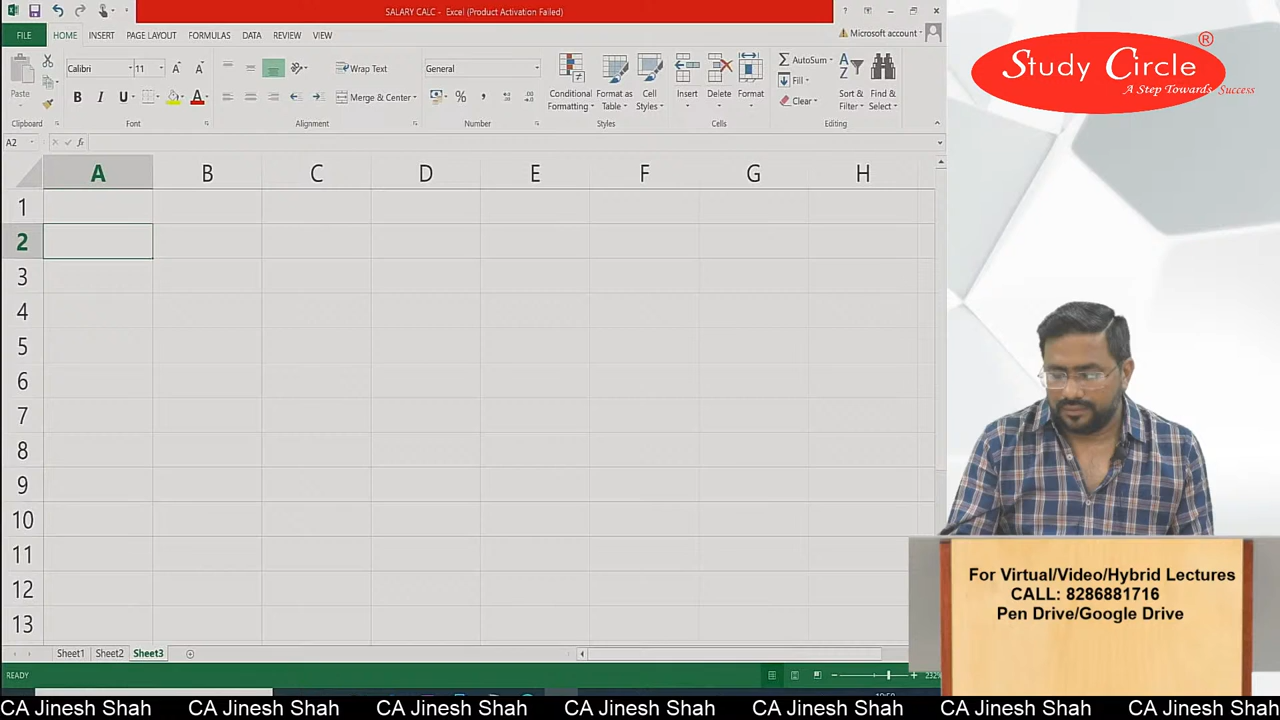 SALARY CALC - Excel (Product Activation Failed)
FILE HOME INSERT PAGE LAYOUT FORMULAS DATA REVIEW VIEW Microsoft account
Calibri 11 Wrap Text General AutoSum
Fill
Paste B I U Merge & Center % , Conditional Formatting Format as Table Cell Styles Insert Delete Format Clear Sort & Filter Find & Select
Clipboard Font Alignment Number Styles Cells Editing
A2 fx
A B C D E F G H
1
2
3
4
5
6
7
8
9
10
11
12
13
Sheet1 Sheet2 Sheet3
READY 232%
Study Circle ®
A Step Towards Success
For Virtual/Video/Hybrid Lectures
CALL: 8286881716
Pen Drive/Google Drive
CA Jinesh Shah CA Jinesh Shah CA Jinesh Shah CA Jinesh Shah CA Jinesh Shah CA Jinesh Shah CA Jinesh Shah